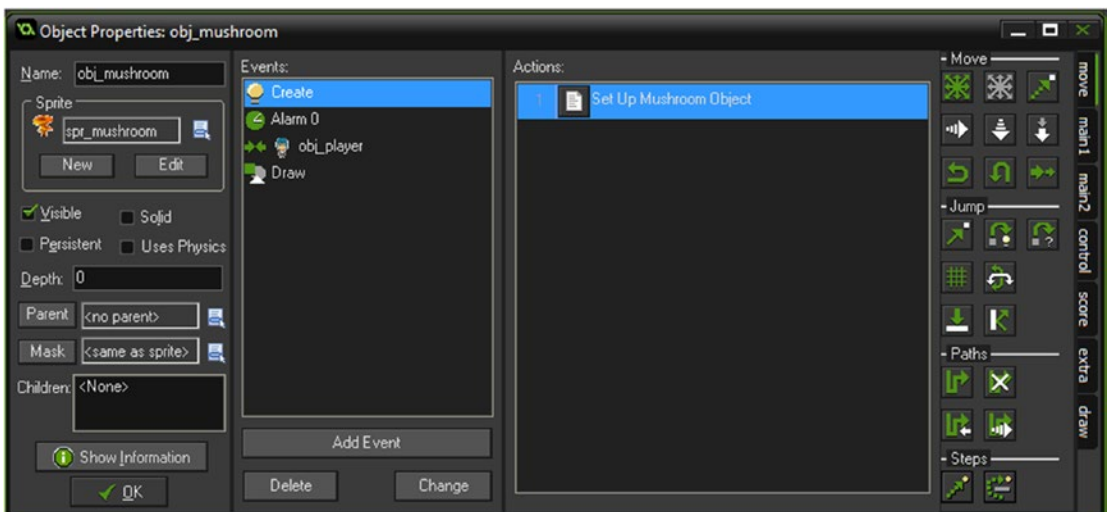 Object Properties: obj_mushroom
Name: obj_mushroom
Sprite
spr_mushroom
New Edit
Visible Solid
Persistent Uses Physics
Depth: 0
Parent <no parent>
Mask <same as sprite>
Children: <None>
Show Information
OK
Events:
Create
Alarm 0
obj_player
Draw
Add Event
Delete Change
Actions:
1 Set Up Mushroom Object
Move
Jump
Paths
Steps
move
main1
main2
control
score
extra
draw